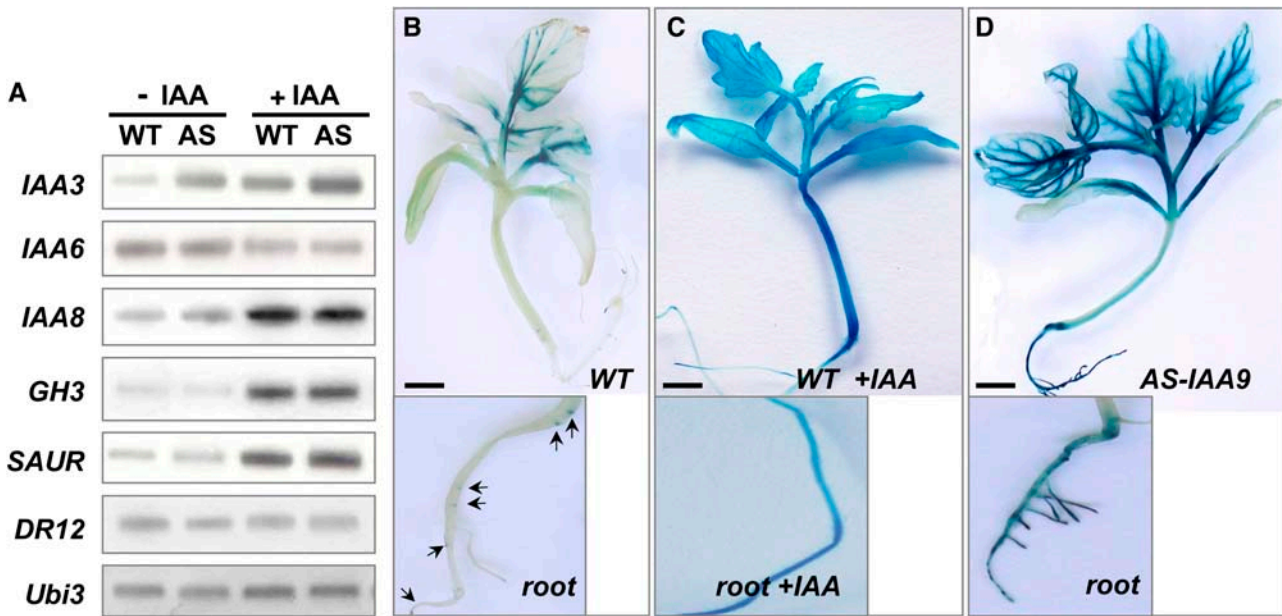 A
- IAA + IAA
WT AS WT AS
IAA3
IAA6
IAA8
GH3
SAUR
DR12
Ubi3
B
WT
root
C
WT +IAA
root +IAA
D
AS-IAA9
root